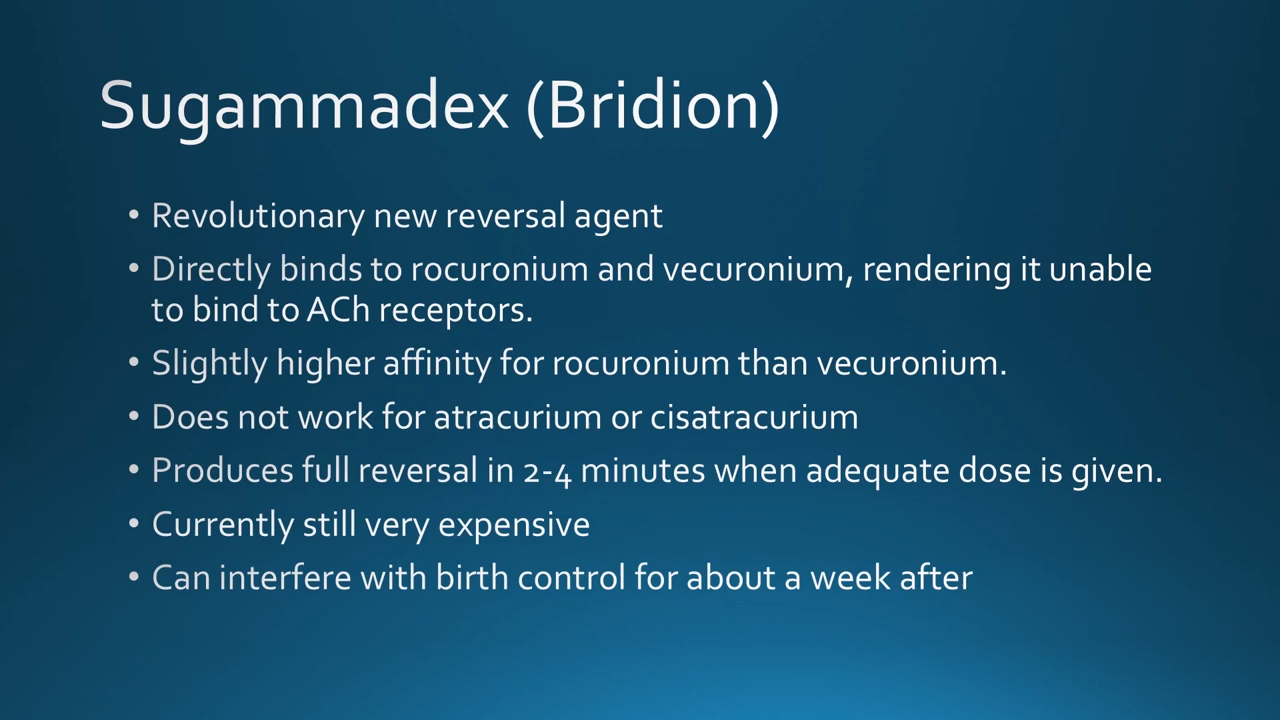 Sugammadex (Bridion)
• Revolutionary new reversal agent
• Directly binds to rocuronium and vecuronium, rendering it unable
to bind to ACh receptors.
• Slightly higher affinity for rocuronium than vecuronium.
• Does not work for atracurium or cisatracurium
• Produces full reversal in 2-4 minutes when adequate dose is given.
• Currently still very expensive
• Can interfere with birth control for about a week after